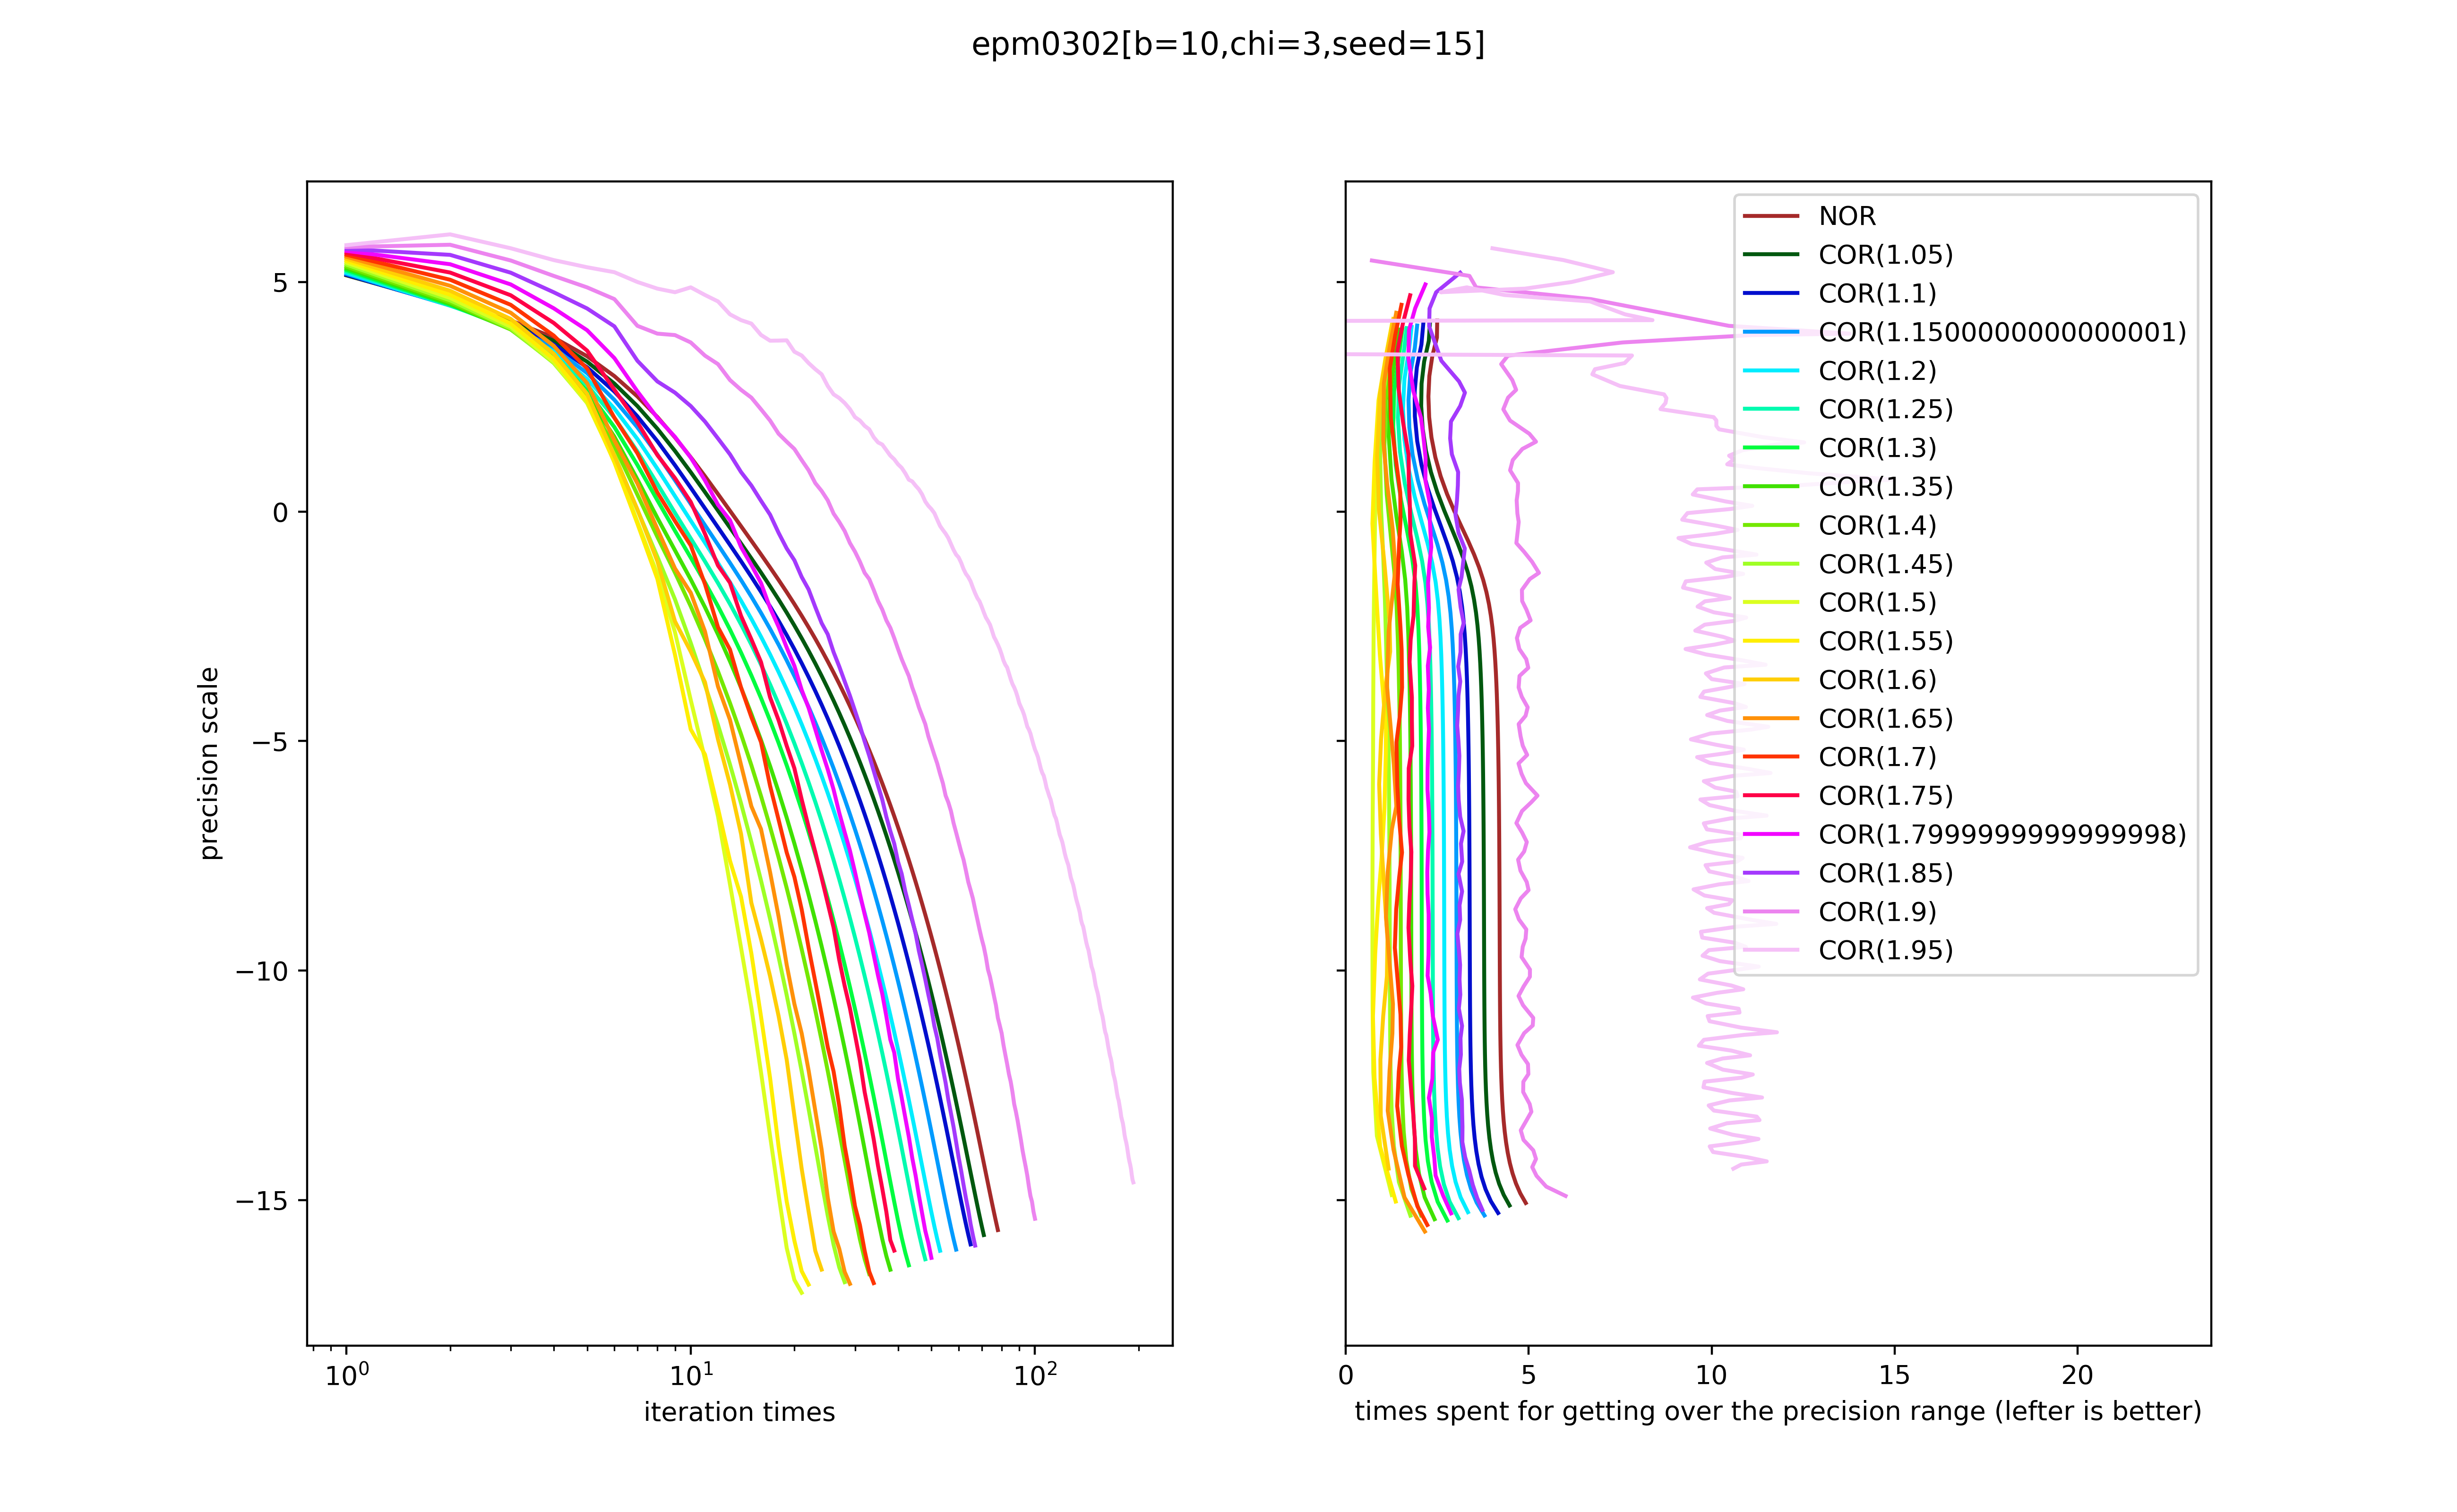 epm0302[b=10,chi=3,seed=15]
precision scale
5
0
−5
−10
−15
10⁰
10¹
10²
iteration times
NOR
COR(1.05)
COR(1.1)
COR(1.1500000000000001)
COR(1.2)
COR(1.25)
COR(1.3)
COR(1.35)
COR(1.4)
COR(1.45)
COR(1.5)
COR(1.55)
COR(1.6)
COR(1.65)
COR(1.7)
COR(1.75)
COR(1.7999999999999998)
COR(1.85)
COR(1.9)
COR(1.95)
0
5
10
15
20
times spent for getting over the precision range (lefter is better)